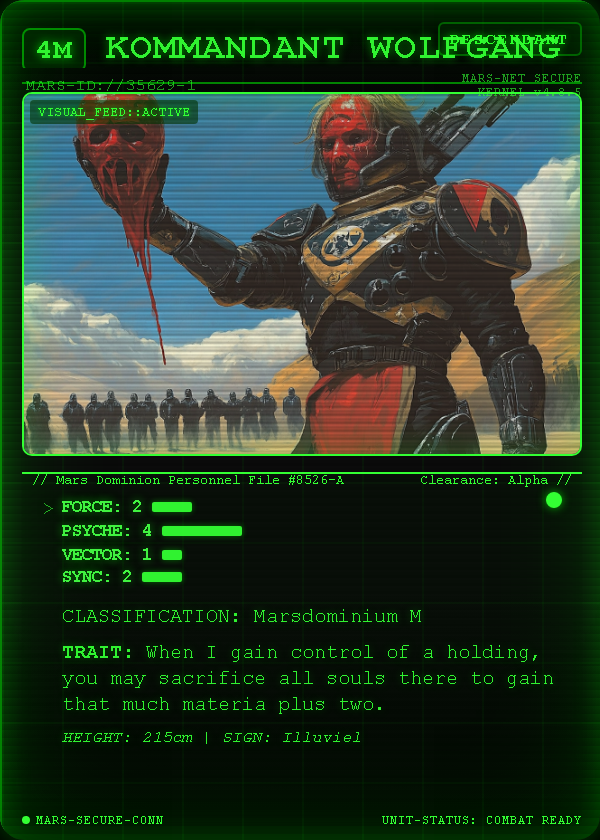 4M
KOMMANDANT WOLFGANG
DESCENDANT
MARS-ID://35629-1
MARS-NET SECURE
KERNEL v4.8.5
VISUAL_FEED::ACTIVE
// Mars Dominion Personnel File #8526-A
Clearance: Alpha //
> FORCE: 2
PSYCHE: 4
VECTOR: 1
SYNC: 2
CLASSIFICATION: Marsdominium M
TRAIT: When I gain control of a holding,
you may sacrifice all souls there to gain
that much materia plus two.
HEIGHT: 215cm | SIGN: Illuviel
MARS-SECURE-CONN
UNIT-STATUS: COMBAT READY